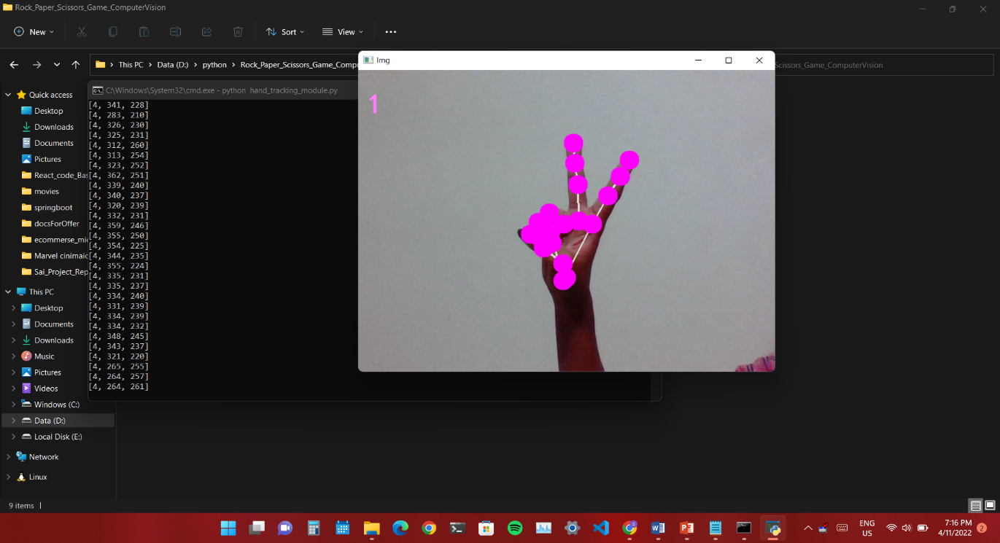 Rock_Paper_Scissors_Game_ComputerVision
New
Sort
View
This PC
Data (D:)
python
Rock_Paper_Scissors_Game_Compu
Scissors_Game_ComputerVision
Img
1
C:\Windows\System32\cmd.exe - python  hand_tracking_module.py
[4, 341, 228]
[4, 283, 210]
[4, 326, 230]
[4, 325, 231]
[4, 312, 260]
[4, 313, 254]
[4, 323, 252]
[4, 362, 251]
[4, 339, 240]
[4, 340, 237]
[4, 320, 239]
[4, 332, 231]
[4, 359, 246]
[4, 355, 250]
[4, 354, 225]
[4, 344, 235]
[4, 355, 224]
[4, 335, 231]
[4, 335, 237]
[4, 334, 240]
[4, 331, 239]
[4, 334, 239]
[4, 334, 232]
[4, 348, 245]
[4, 343, 237]
[4, 321, 220]
[4, 265, 255]
[4, 264, 257]
[4, 264, 261]
Quick access
Desktop
Downloads
Documents
Pictures
React_code_Bas
movies
springboot
docsForOffer
ecommerse_mi
Marvel cinimaic
Sai_Project_Rep
This PC
Desktop
Documents
Downloads
Music
Pictures
Videos
Windows (C:)
Data (D:)
Local Disk (E:)
Network
Linux
9 items
ENG
US
7:16 PM
4/11/2022
2